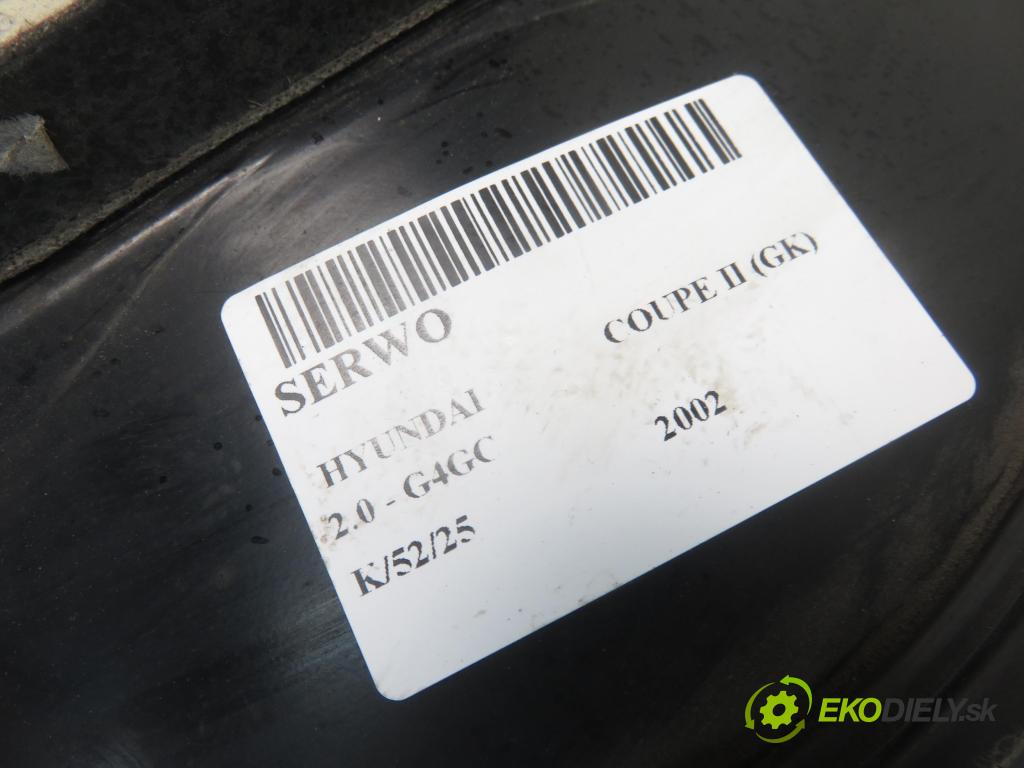 SERWO
HYUNDAI COUPE II (GK)
2.0 - G4GC 2002
K/52/25
EKODIELY.sk